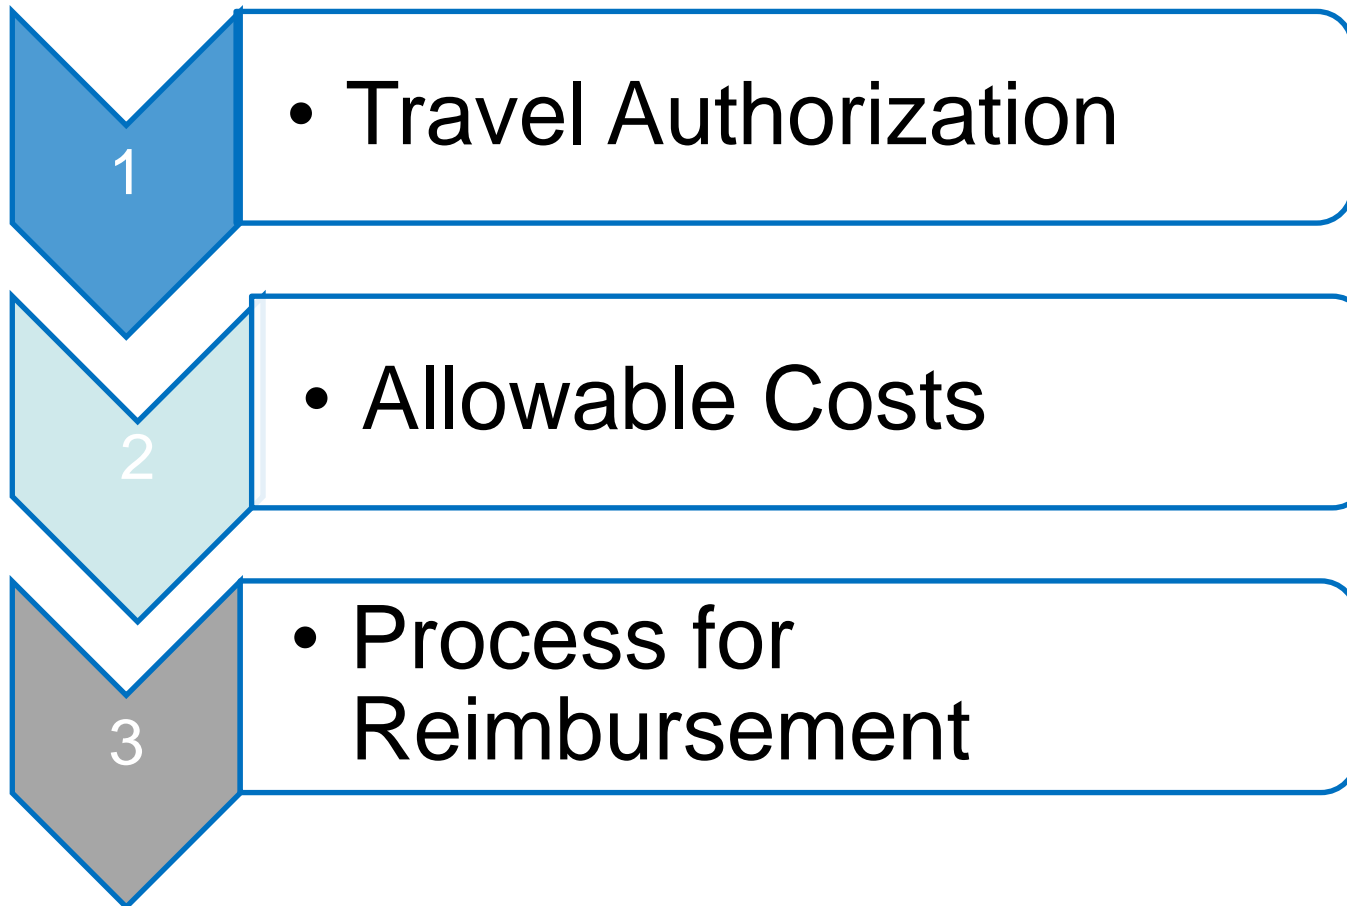 1
• Travel Authorization
2
• Allowable Costs
3
• Process for
Reimbursement